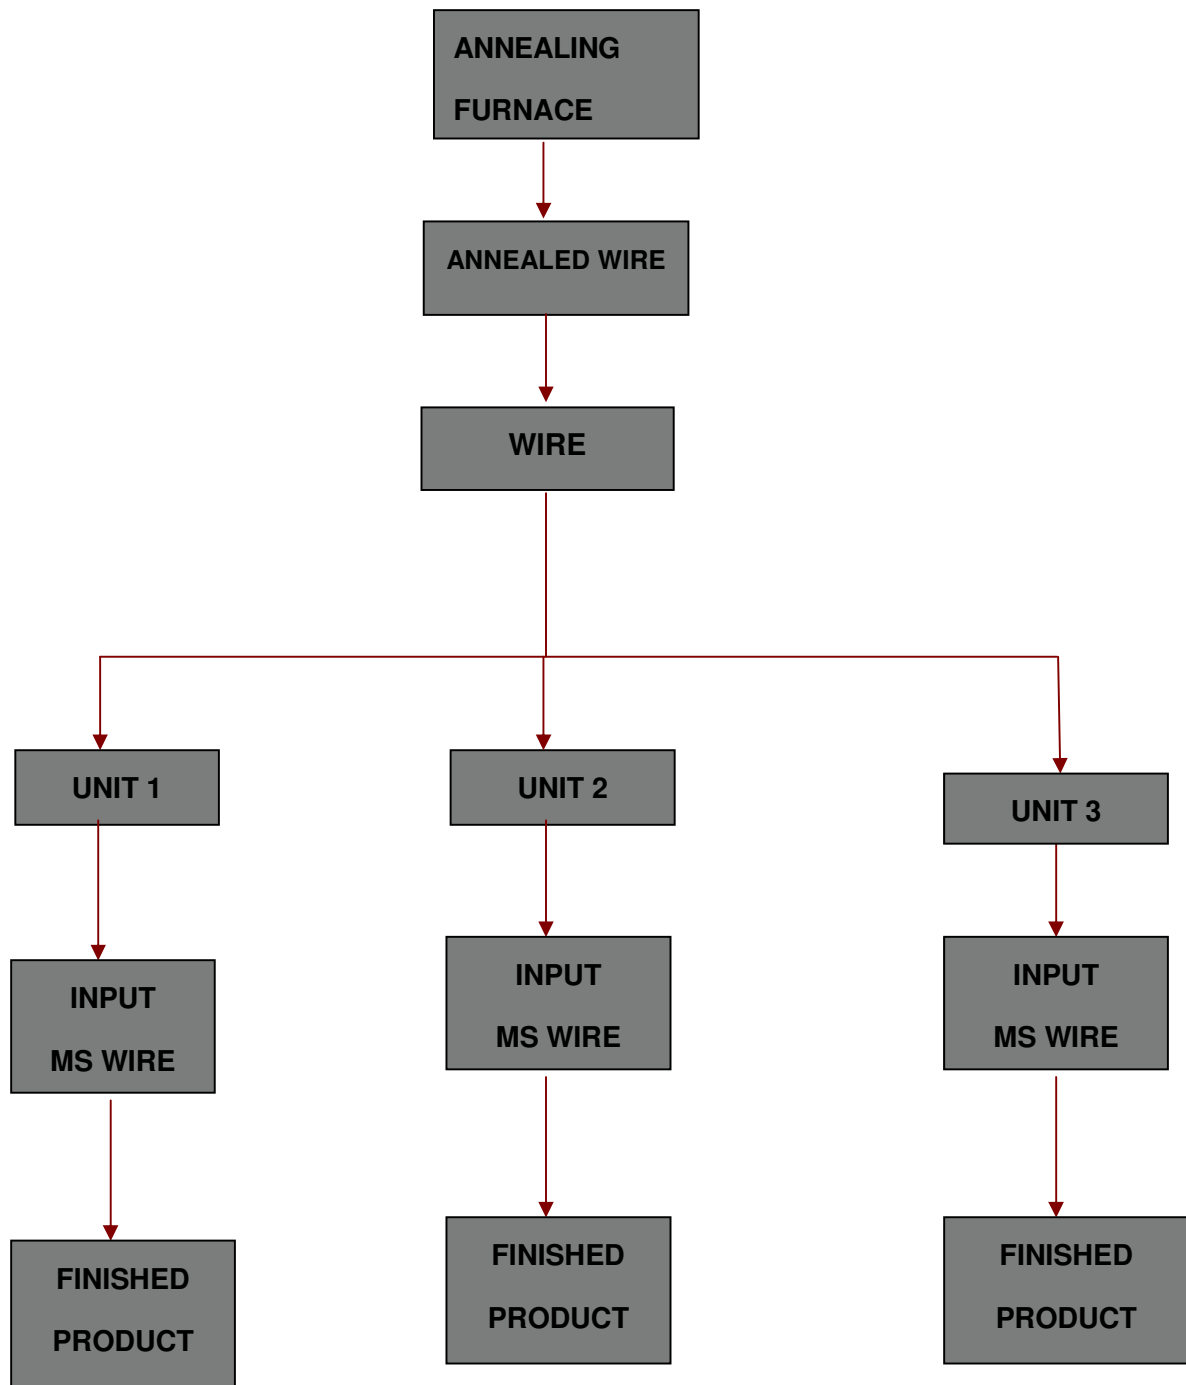 ANNEALING
FURNACE
ANNEALED WIRE
WIRE
UNIT 1
UNIT 2
UNIT 3
INPUT
MS WIRE
INPUT
MS WIRE
INPUT
MS WIRE
FINISHED
PRODUCT
FINISHED
PRODUCT
FINISHED
PRODUCT